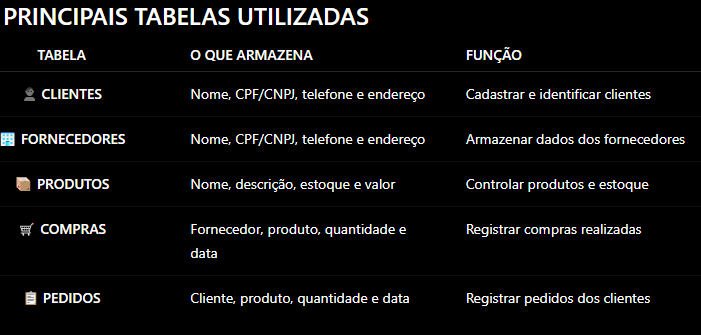 PRINCIPAIS TABELAS UTILIZADAS
TABELA O QUE ARMAZENA FUNÇÃO
CLIENTES Nome, CPF/CNPJ, telefone e endereço Cadastrar e identificar clientes
FORNECEDORES Nome, CPF/CNPJ, telefone e endereço Armazenar dados dos fornecedores
PRODUTOS Nome, descrição, estoque e valor Controlar produtos e estoque
COMPRAS Fornecedor, produto, quantidade e Registrar compras realizadas
data
PEDIDOS Cliente, produto, quantidade e data Registrar pedidos dos clientes